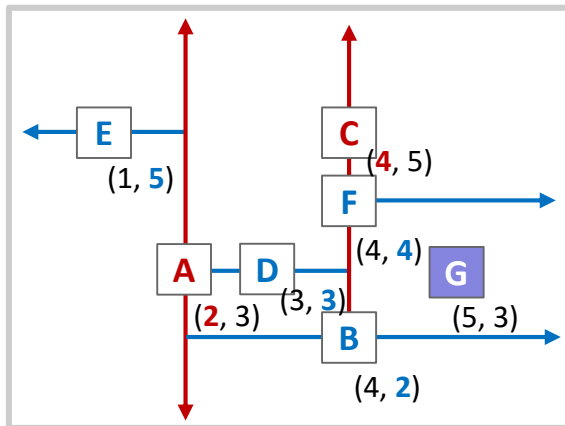 E
C
(1, 5)
(4, 5)
F
A
D
(4, 4)
G
(2, 3)
(3, 3)
(5, 3)
B
(4, 2)